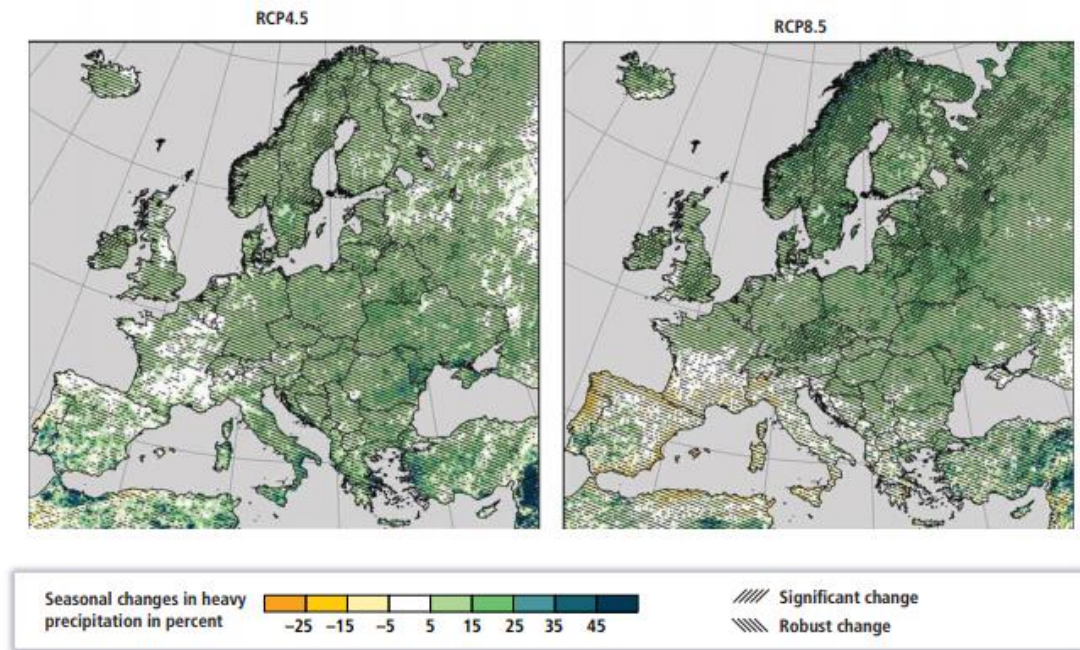 RCP4.5
RCP8.5
Seasonal changes in heavy
precipitation in percent
−25 −15 −5 5 15 25 35 45
Significant change
Robust change